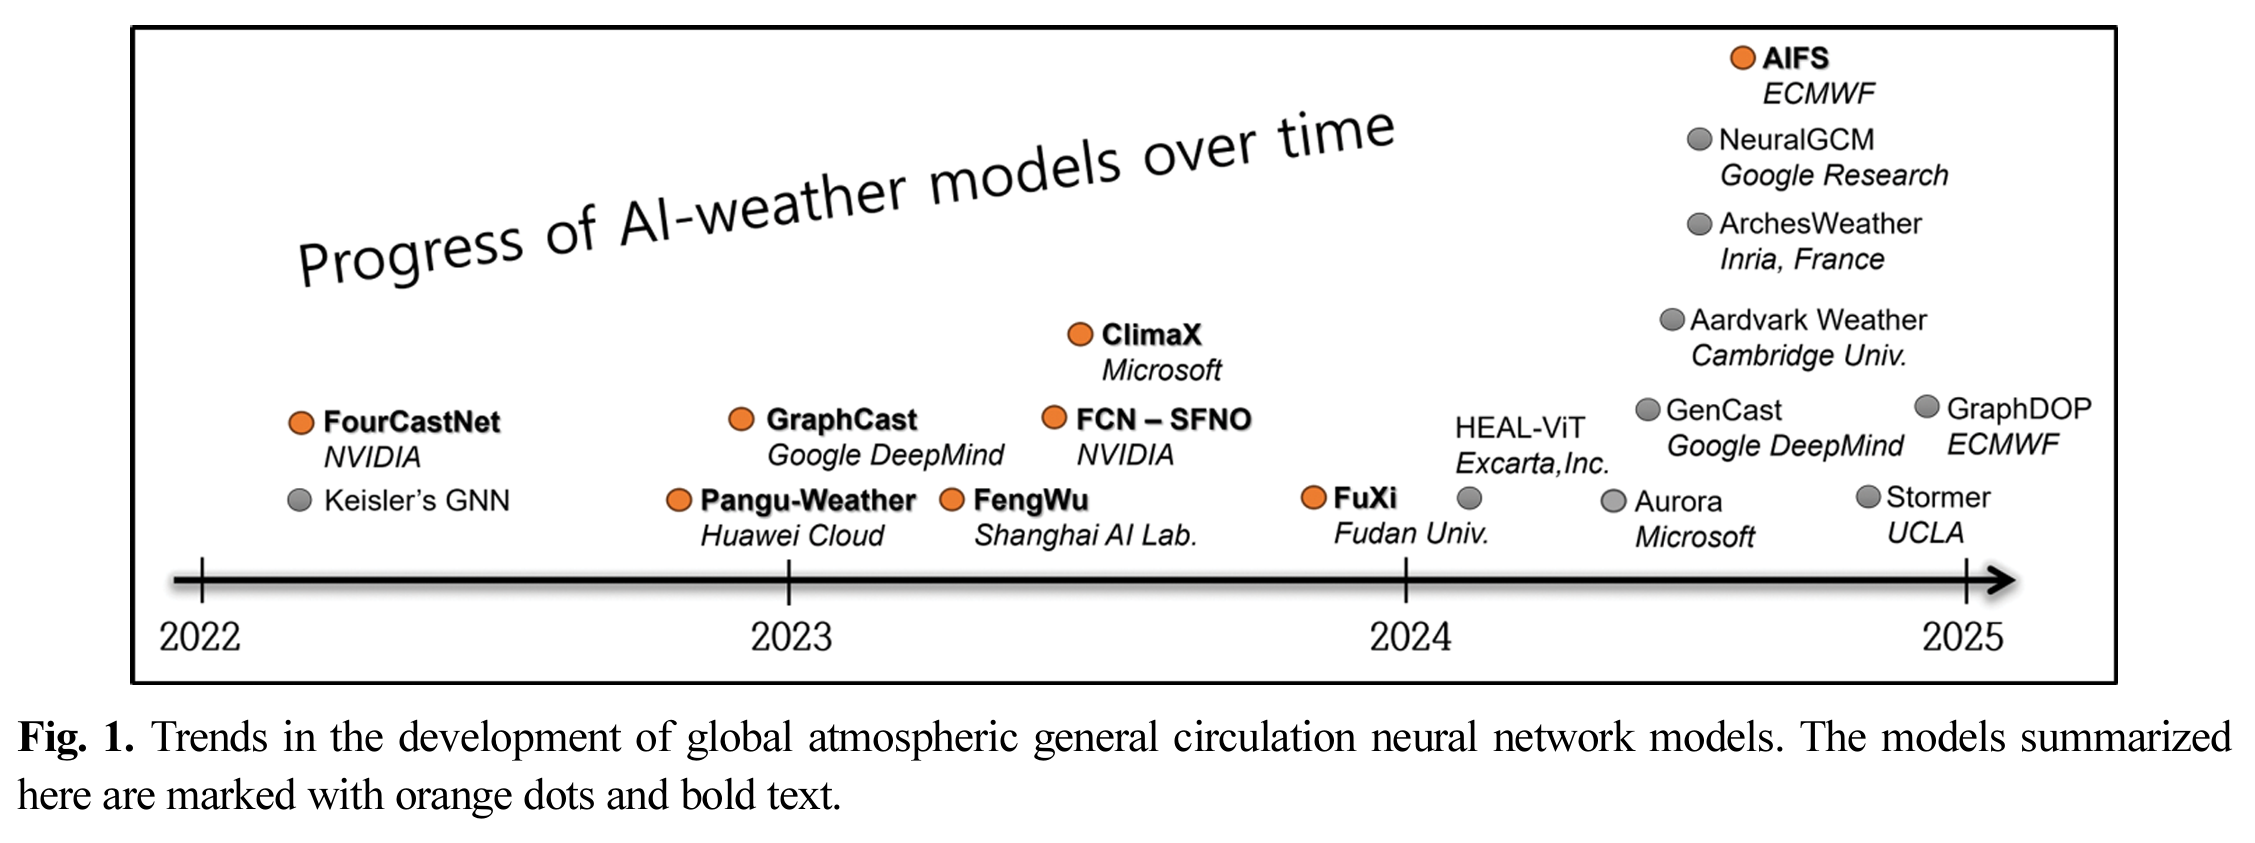 AIFS
ECMWF
NeuralGCM
Google Research
Progress of AI-weather models over time
ArchesWeather
Inria, France
ClimaX
Microsoft
Aardvark Weather
Cambridge Univ.
FourCastNet
NVIDIA
GraphCast
Google DeepMind
FCN – SFNO
NVIDIA
HEAL-ViT
Excarta,Inc.
GenCast
Google DeepMind
GraphDOP
ECMWF
Keisler's GNN
Pangu-Weather
Huawei Cloud
FengWu
Shanghai AI Lab.
FuXi
Fudan Univ.
Aurora
Microsoft
Stormer
UCLA
2022
2023
2024
2025
Fig. 1. Trends in the development of global atmospheric general circulation neural network models. The models summarized
here are marked with orange dots and bold text.